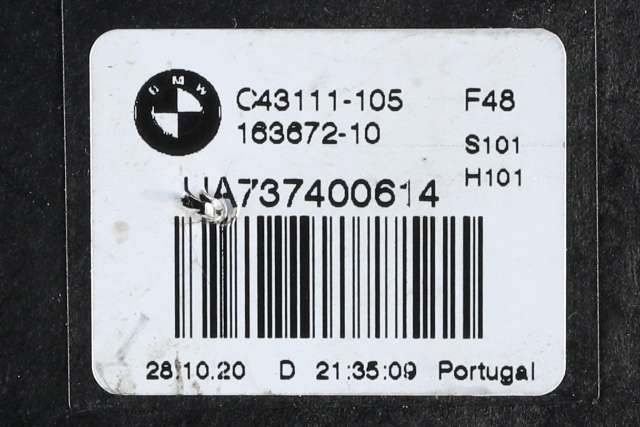 BMW
C43111-105 F48
163672-10 S101
H101
UA737400614
28.10.20 D 21:35:09 Portugal